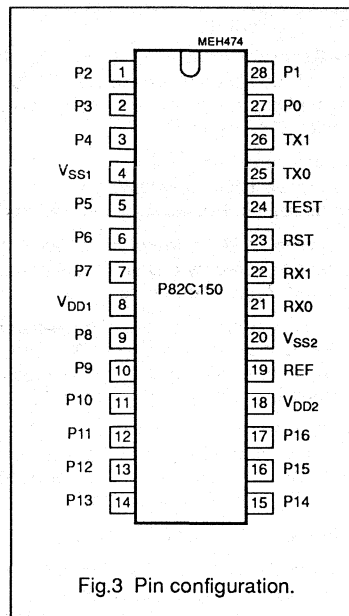 MEH474
P2 1 28 P1
P3 2 27 P0
P4 3 26 TX1
VSS1 4 25 TX0
P5 5 24 TEST
P6 6 23 RST
P7 7 22 RX1
P82C150
VDD1 8 21 RX0
P8 9 20 VSS2
P9 10 19 REF
P10 11 18 VDD2
P11 12 17 P16
P12 13 16 P15
P13 14 15 P14
Fig.3 Pin configuration.